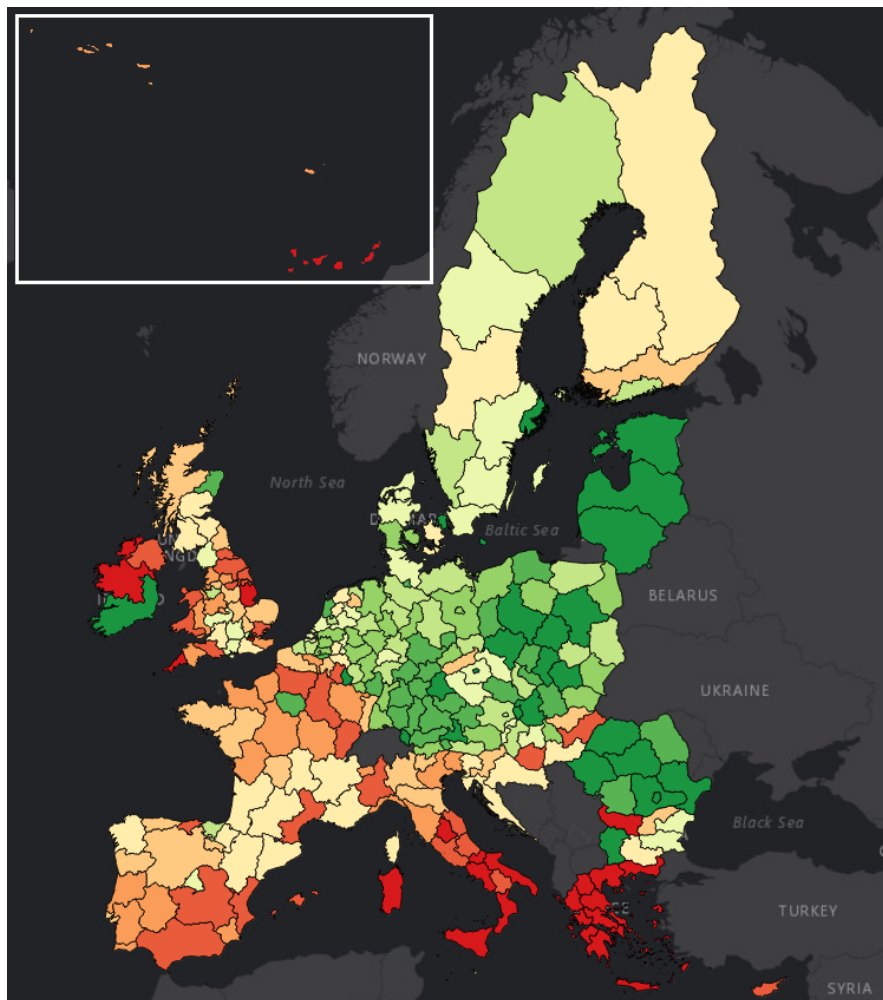 NORWAY
North Sea
Baltic Sea
BELARUS
UKRAINE
Black Sea
TURKEY
SYRIA